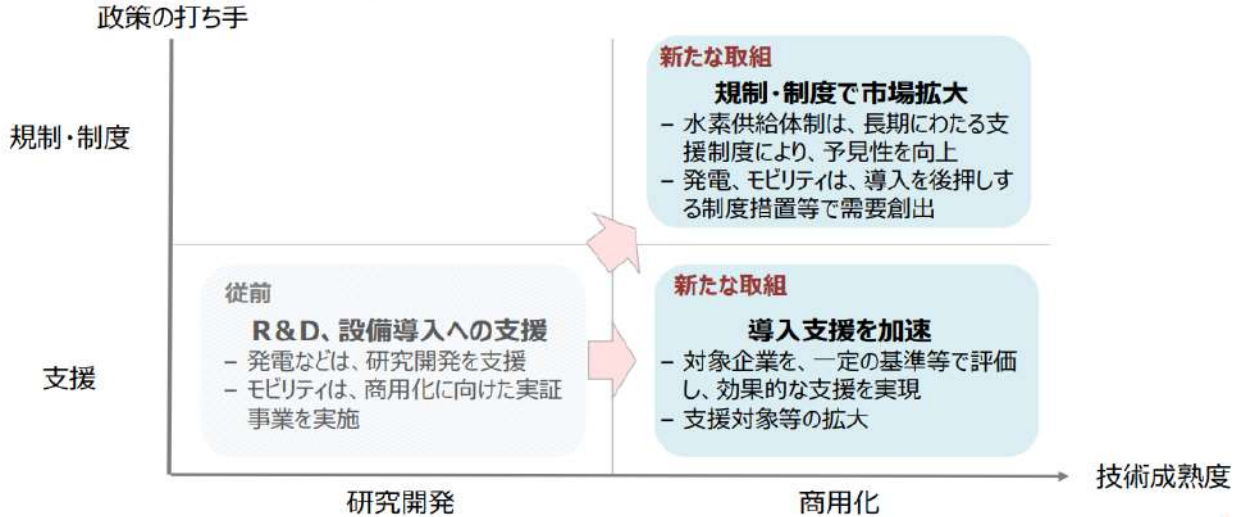 政策の打ち手
規制・制度
新たな取組
規制・制度で市場拡大
– 水素供給体制は、長期にわたる支
援制度により、予見性を向上
– 発電、モビリティは、導入を後押しす
る制度措置等で需要創出
支援
従前
R&D、設備導入への支援
– 発電などは、研究開発を支援
– モビリティは、商用化に向けた実証
事業を実施
新たな取組
導入支援を加速
– 対象企業を、一定の基準等で評価
し、効果的な支援を実現
– 支援対象等の拡大
技術成熟度
研究開発
商用化